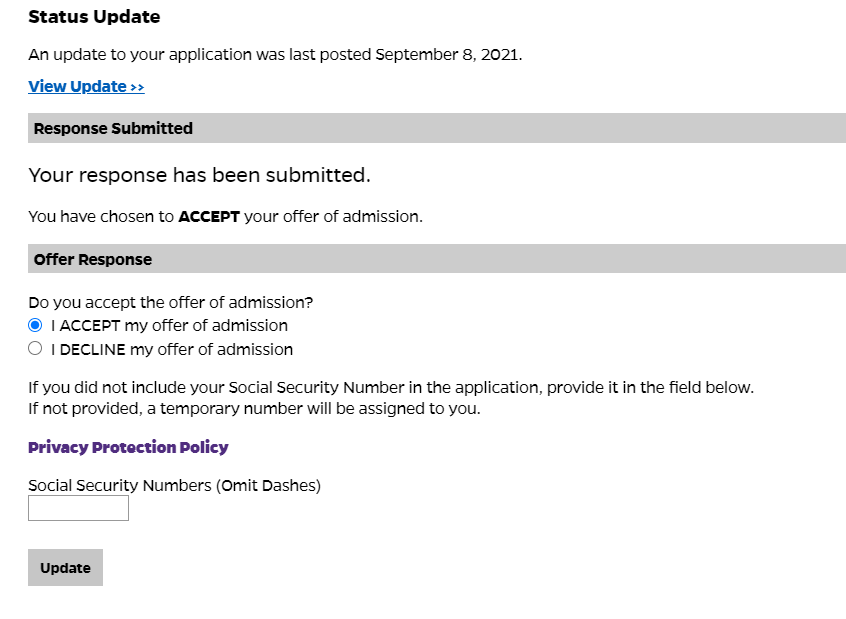 Status Update
An update to your application was last posted September 8, 2021.
View Update >>
Response Submitted
Your response has been submitted.
You have chosen to ACCEPT your offer of admission.
Offer Response
Do you accept the offer of admission?
I ACCEPT my offer of admission
I DECLINE my offer of admission
If you did not include your Social Security Number in the application, provide it in the field below.
If not provided, a temporary number will be assigned to you.
Privacy Protection Policy
Social Security Numbers (Omit Dashes)
Update